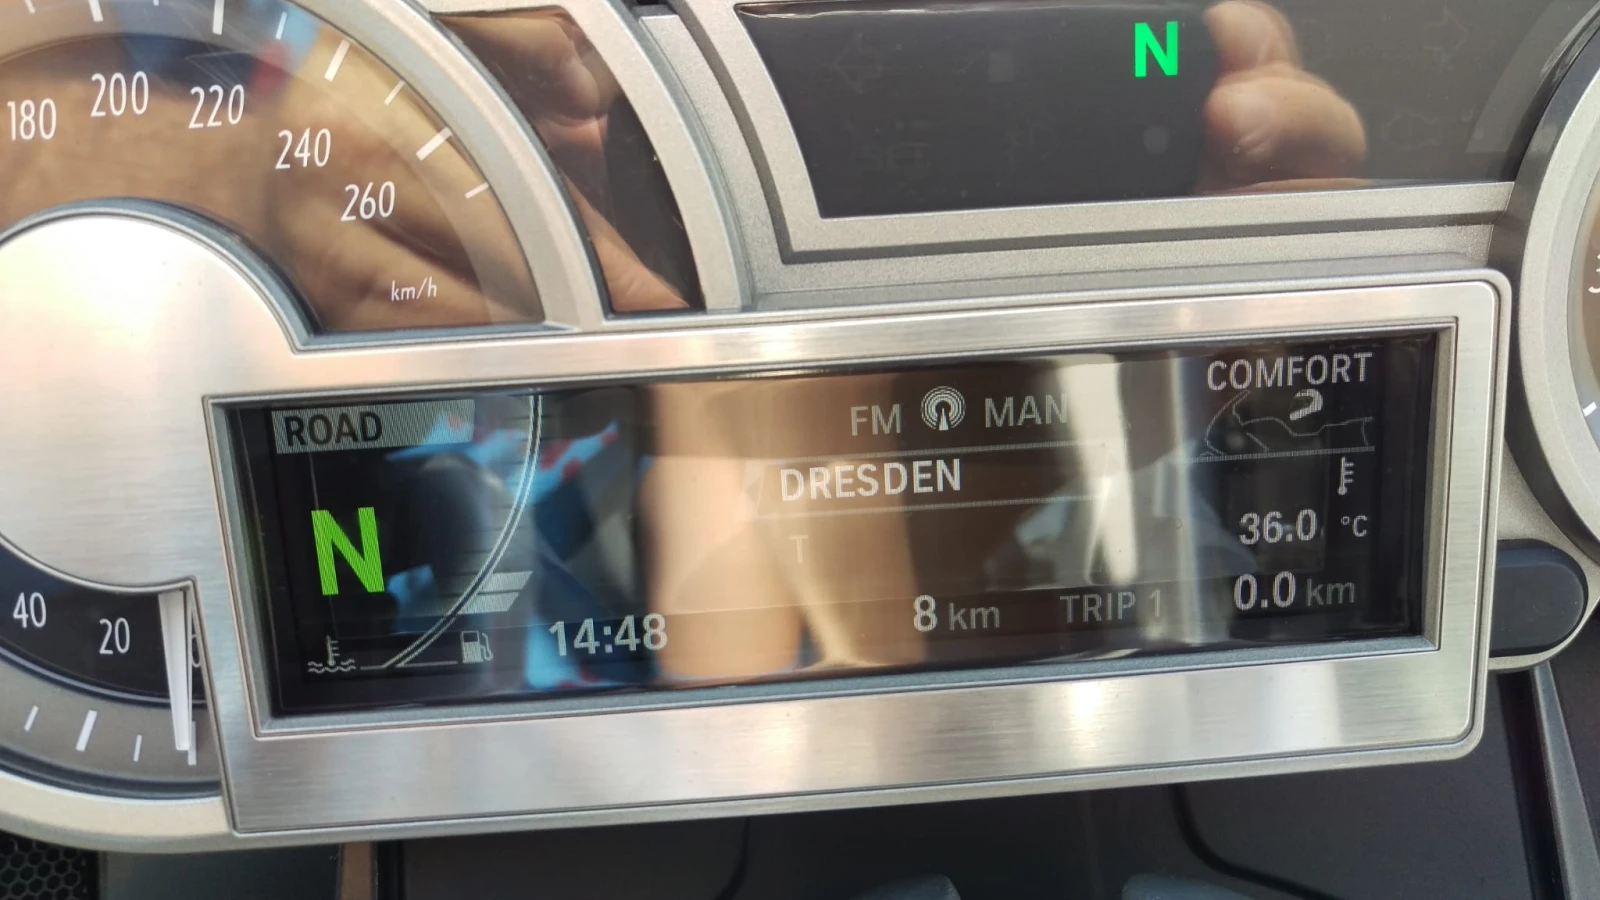 180 200 220 240 260
km/h
N
ROAD
FM MAN
COMFORT
DRESDEN
T
N
36.0 °C
40 20
14:48
8 km
TRIP 1
0.0 km